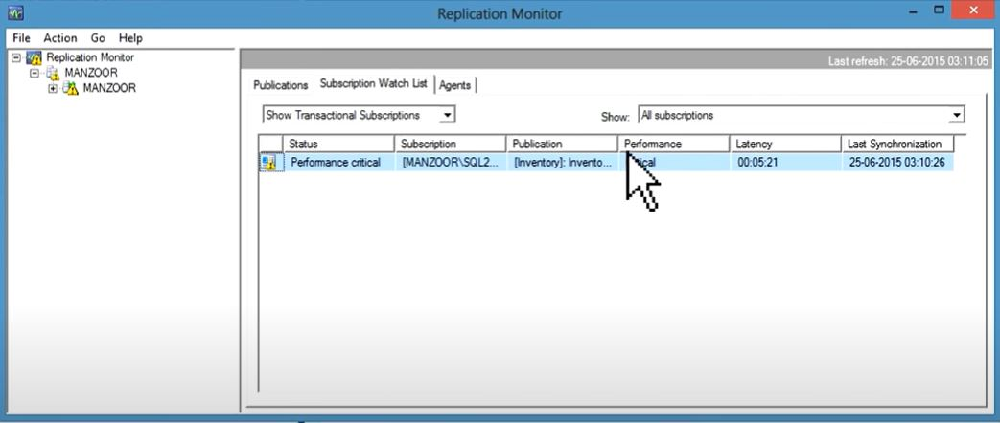 Replication Monitor
File Action Go Help
Replication Monitor
MANZOOR
MANZOOR
Last refresh: 25-06-2015 03:11:05
Publications Subscription Watch List Agents
Show Transactional Subscriptions Show: All subscriptions
Status Subscription Publication Performance Latency Last Synchronization
Performance critical [MANZOOR\SQL2... [Inventory]: Invento... 00:05:21 25-06-2015 03:10:26